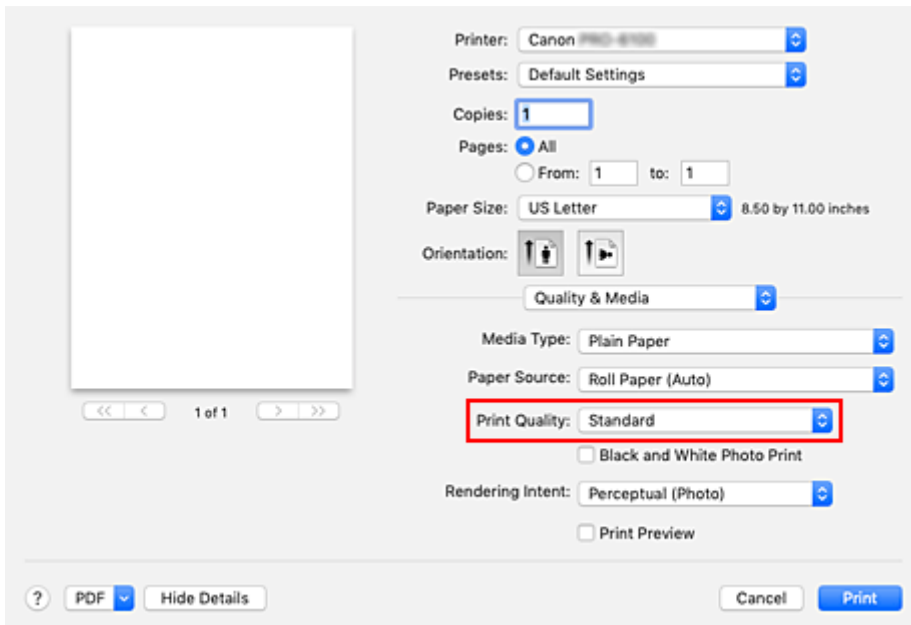 Printer: Canon
Presets: Default Settings
Copies: 1
Pages: All
From: 1 to: 1
Paper Size: US Letter 8.50 by 11.00 inches
Orientation:
Quality & Media
Media Type: Plain Paper
Paper Source: Roll Paper (Auto)
<< < 1 of 1 > >>
Print Quality: Standard
Black and White Photo Print
Rendering Intent: Perceptual (Photo)
Print Preview
? PDF Hide Details Cancel Print